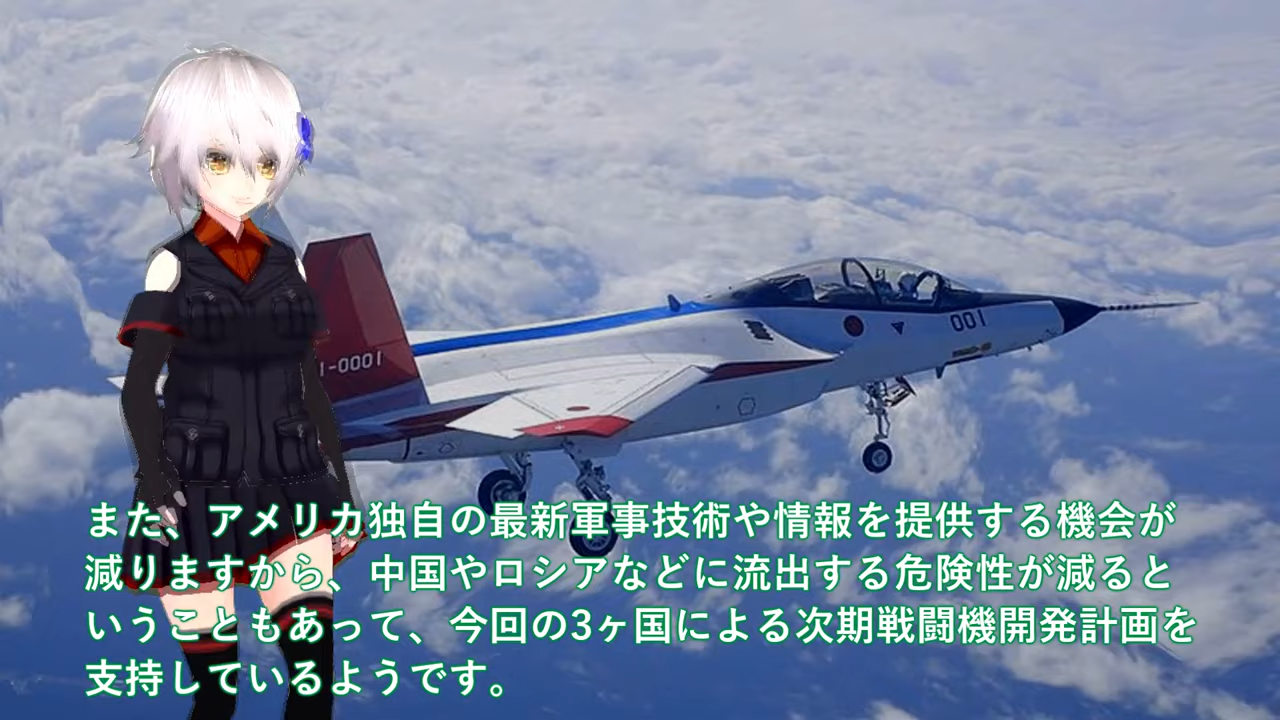 001
1-0001
また、アメリカ独自の最新軍事技術や情報を提供する機会が
減りますから、中国やロシアなどに流出する危険性が減ると
いうこともあって、今回の3ヶ国による次期戦闘機開発計画を
支持しているようです。